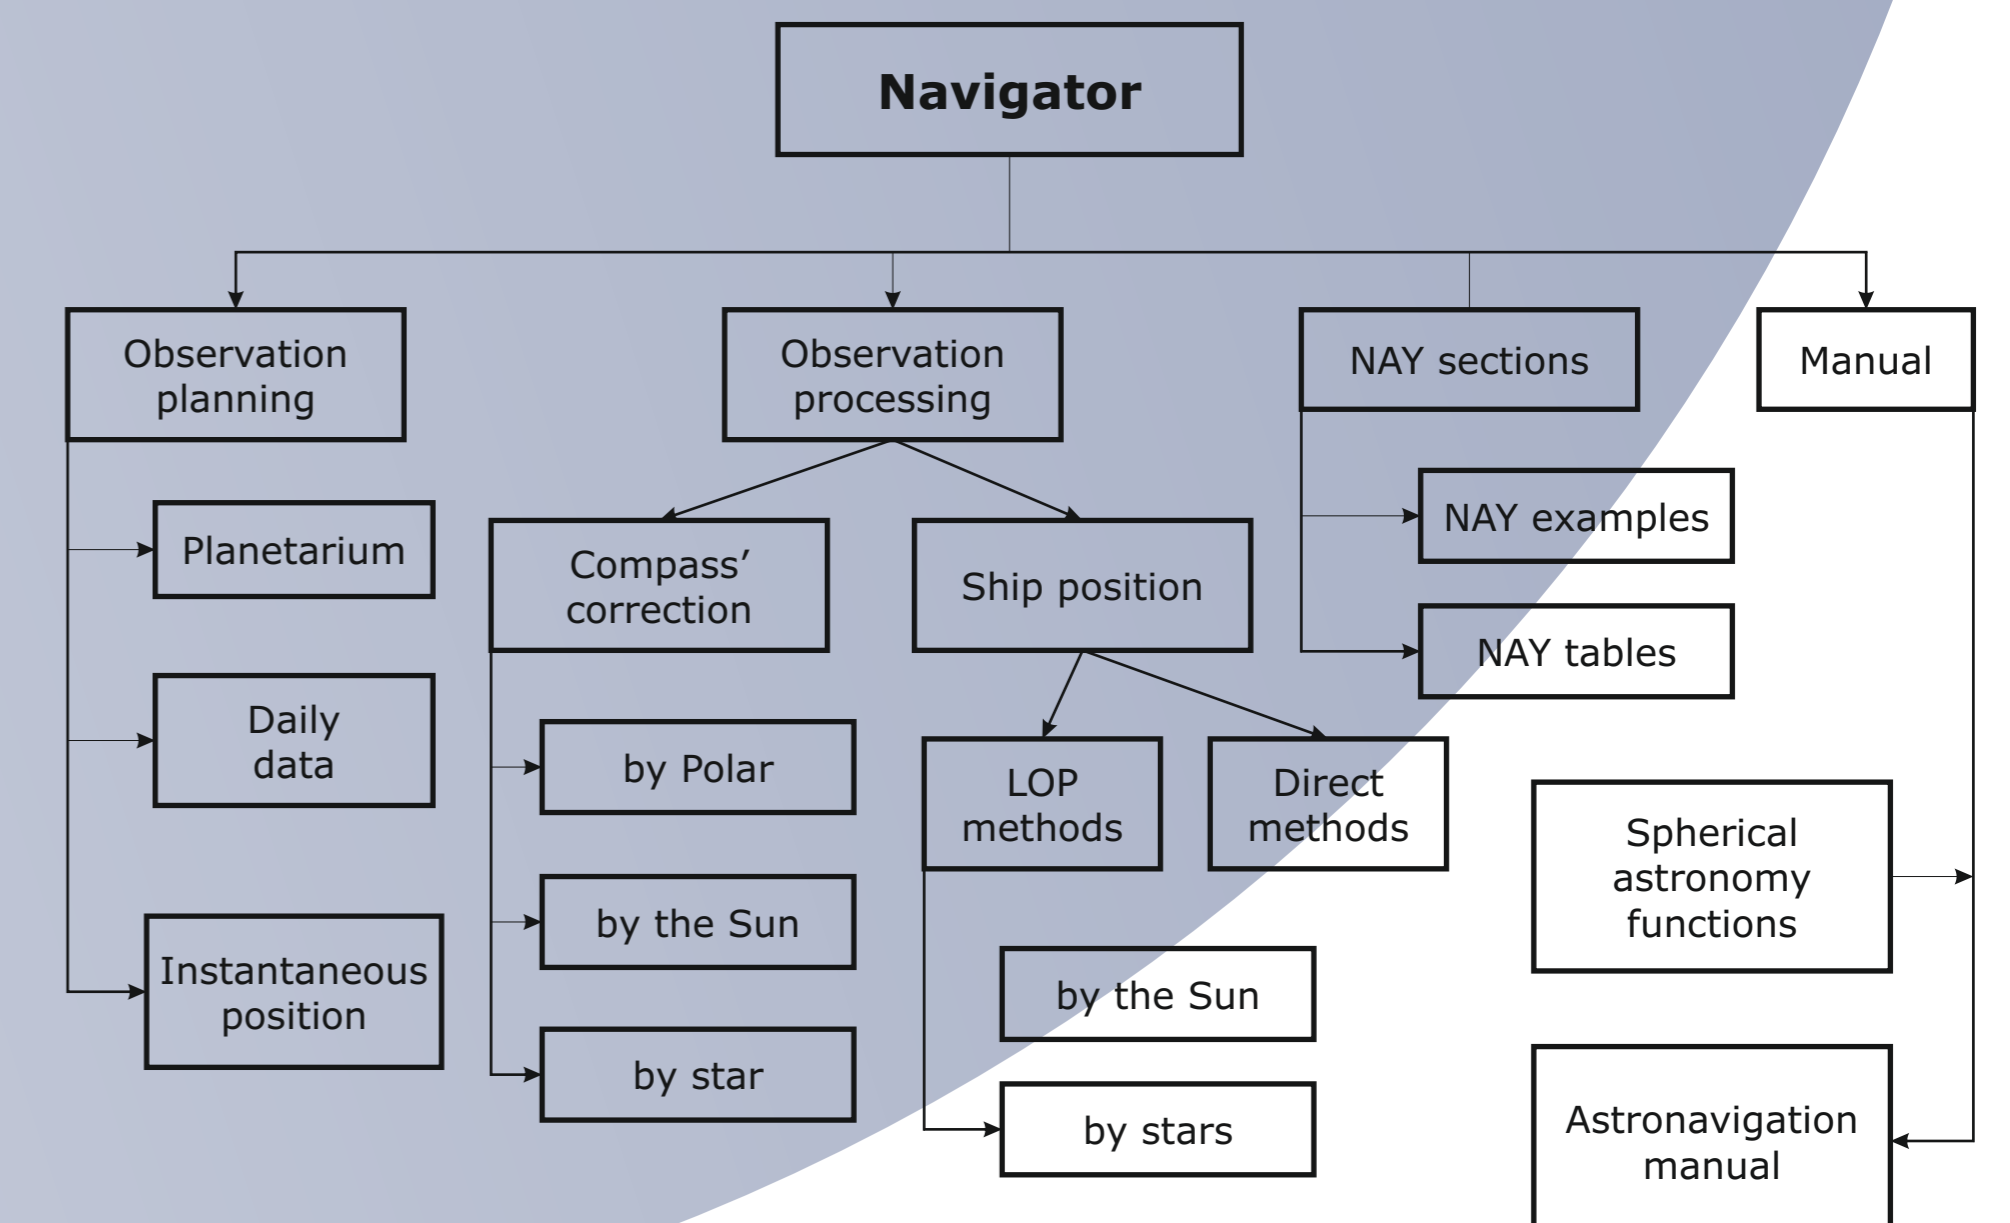 Navigator
Observation
planning
Observation
processing
NAY sections
Manual
Planetarium
Daily
data
Instantaneous
position
Compass’
correction
by Polar
by the Sun
by star
Ship position
LOP
methods
Direct
methods
by the Sun
by stars
NAY examples
NAY tables
Spherical
astronomy
functions
Astronavigation
manual